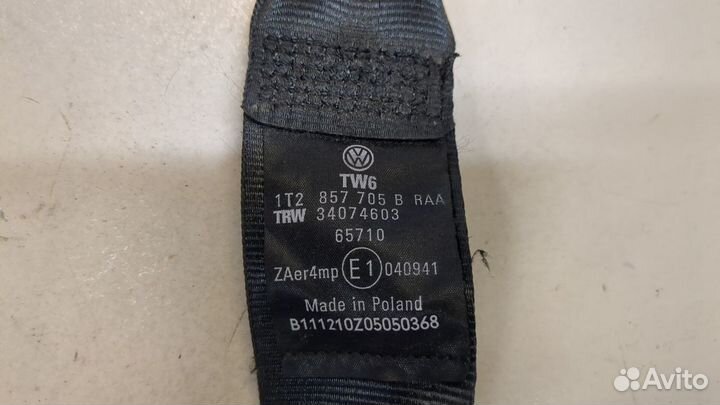 TW6
1T2 857 705 B RAA
TRW 34074603
65710
ZAer4mp E1 040941
Made in Poland
B111210Z05050368
Avito